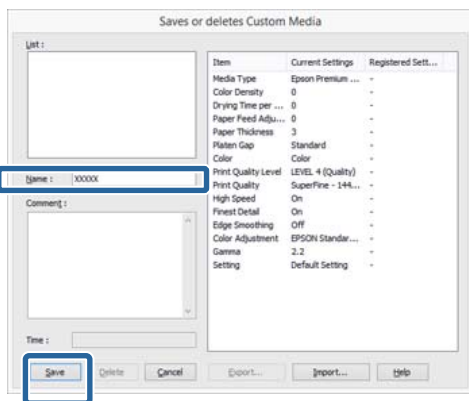 Saves or deletes Custom Media
List :
Item Current Settings Registered Sett...
Media Type Epson Premium ... -
Color Density 0 -
Drying Time per ... 0 -
Paper Feed Adju... 0 -
Paper Thickness 3 -
Platen Gap Standard -
Color Color -
Print Quality Level LEVEL 4 (Quality) -
Print Quality SuperFine - 144... -
High Speed On -
Finest Detail On -
Edge Smoothing Off -
Color Adjustment EPSON Standar... -
Gamma 2.2 -
Setting Default Setting -
Name : XXXXX
Comment :
Time :
Save Delete Cancel Export... Import... Help